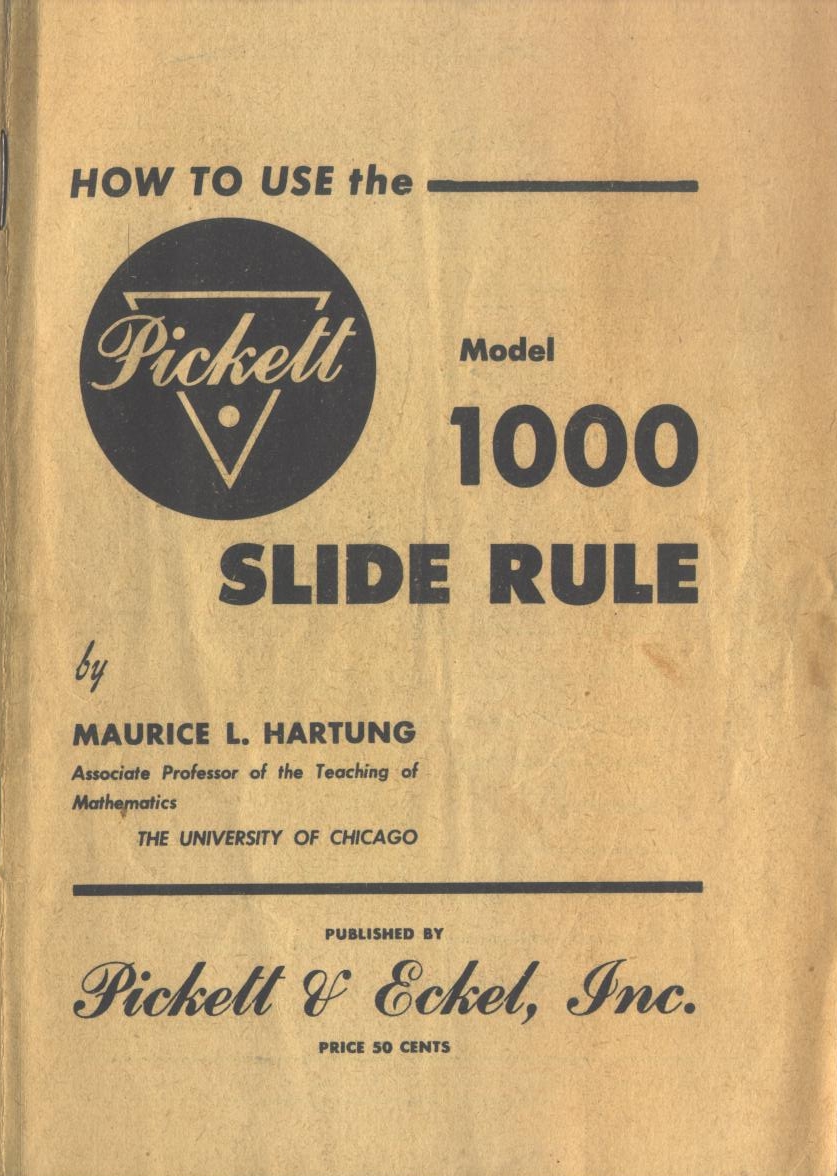 HOW TO USE the
Pickett
Model
1000
SLIDE RULE
by
MAURICE L. HARTUNG
Associate Professor of the Teaching of
Mathematics
THE UNIVERSITY OF CHICAGO
PUBLISHED BY
Pickett & Eckel, Inc.
PRICE 50 CENTS